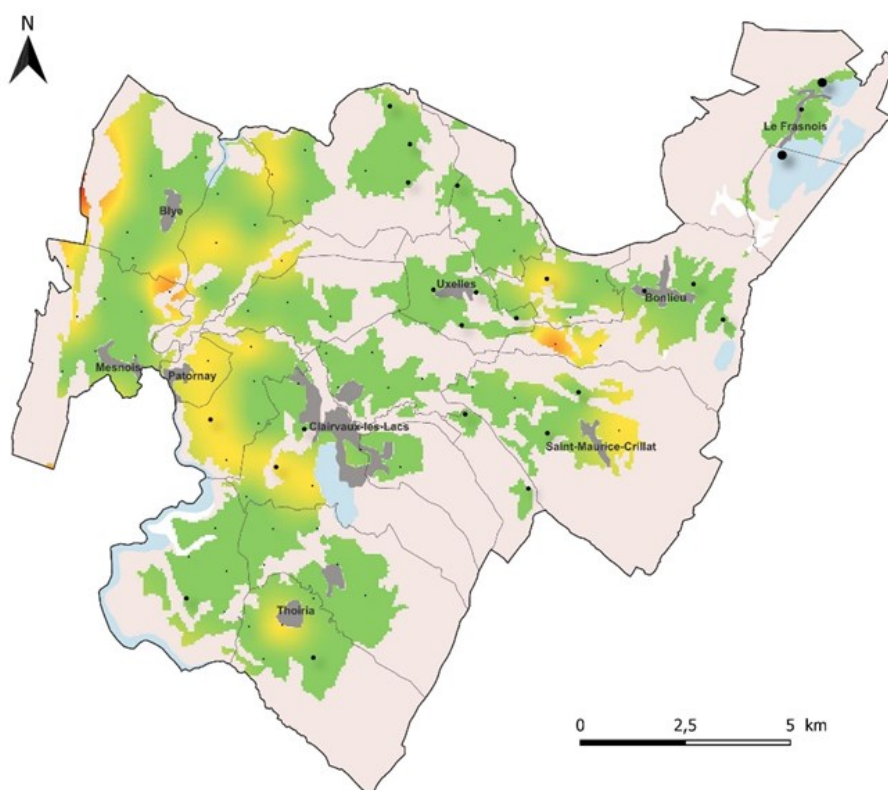 N
Le Frasnois
Blye
Uxelles
Bonlieu
Mesnois
Patornay
Clairvaux-les-Lacs
Saint-Maurice-Crillat
Thoiria
0 2,5 5 km